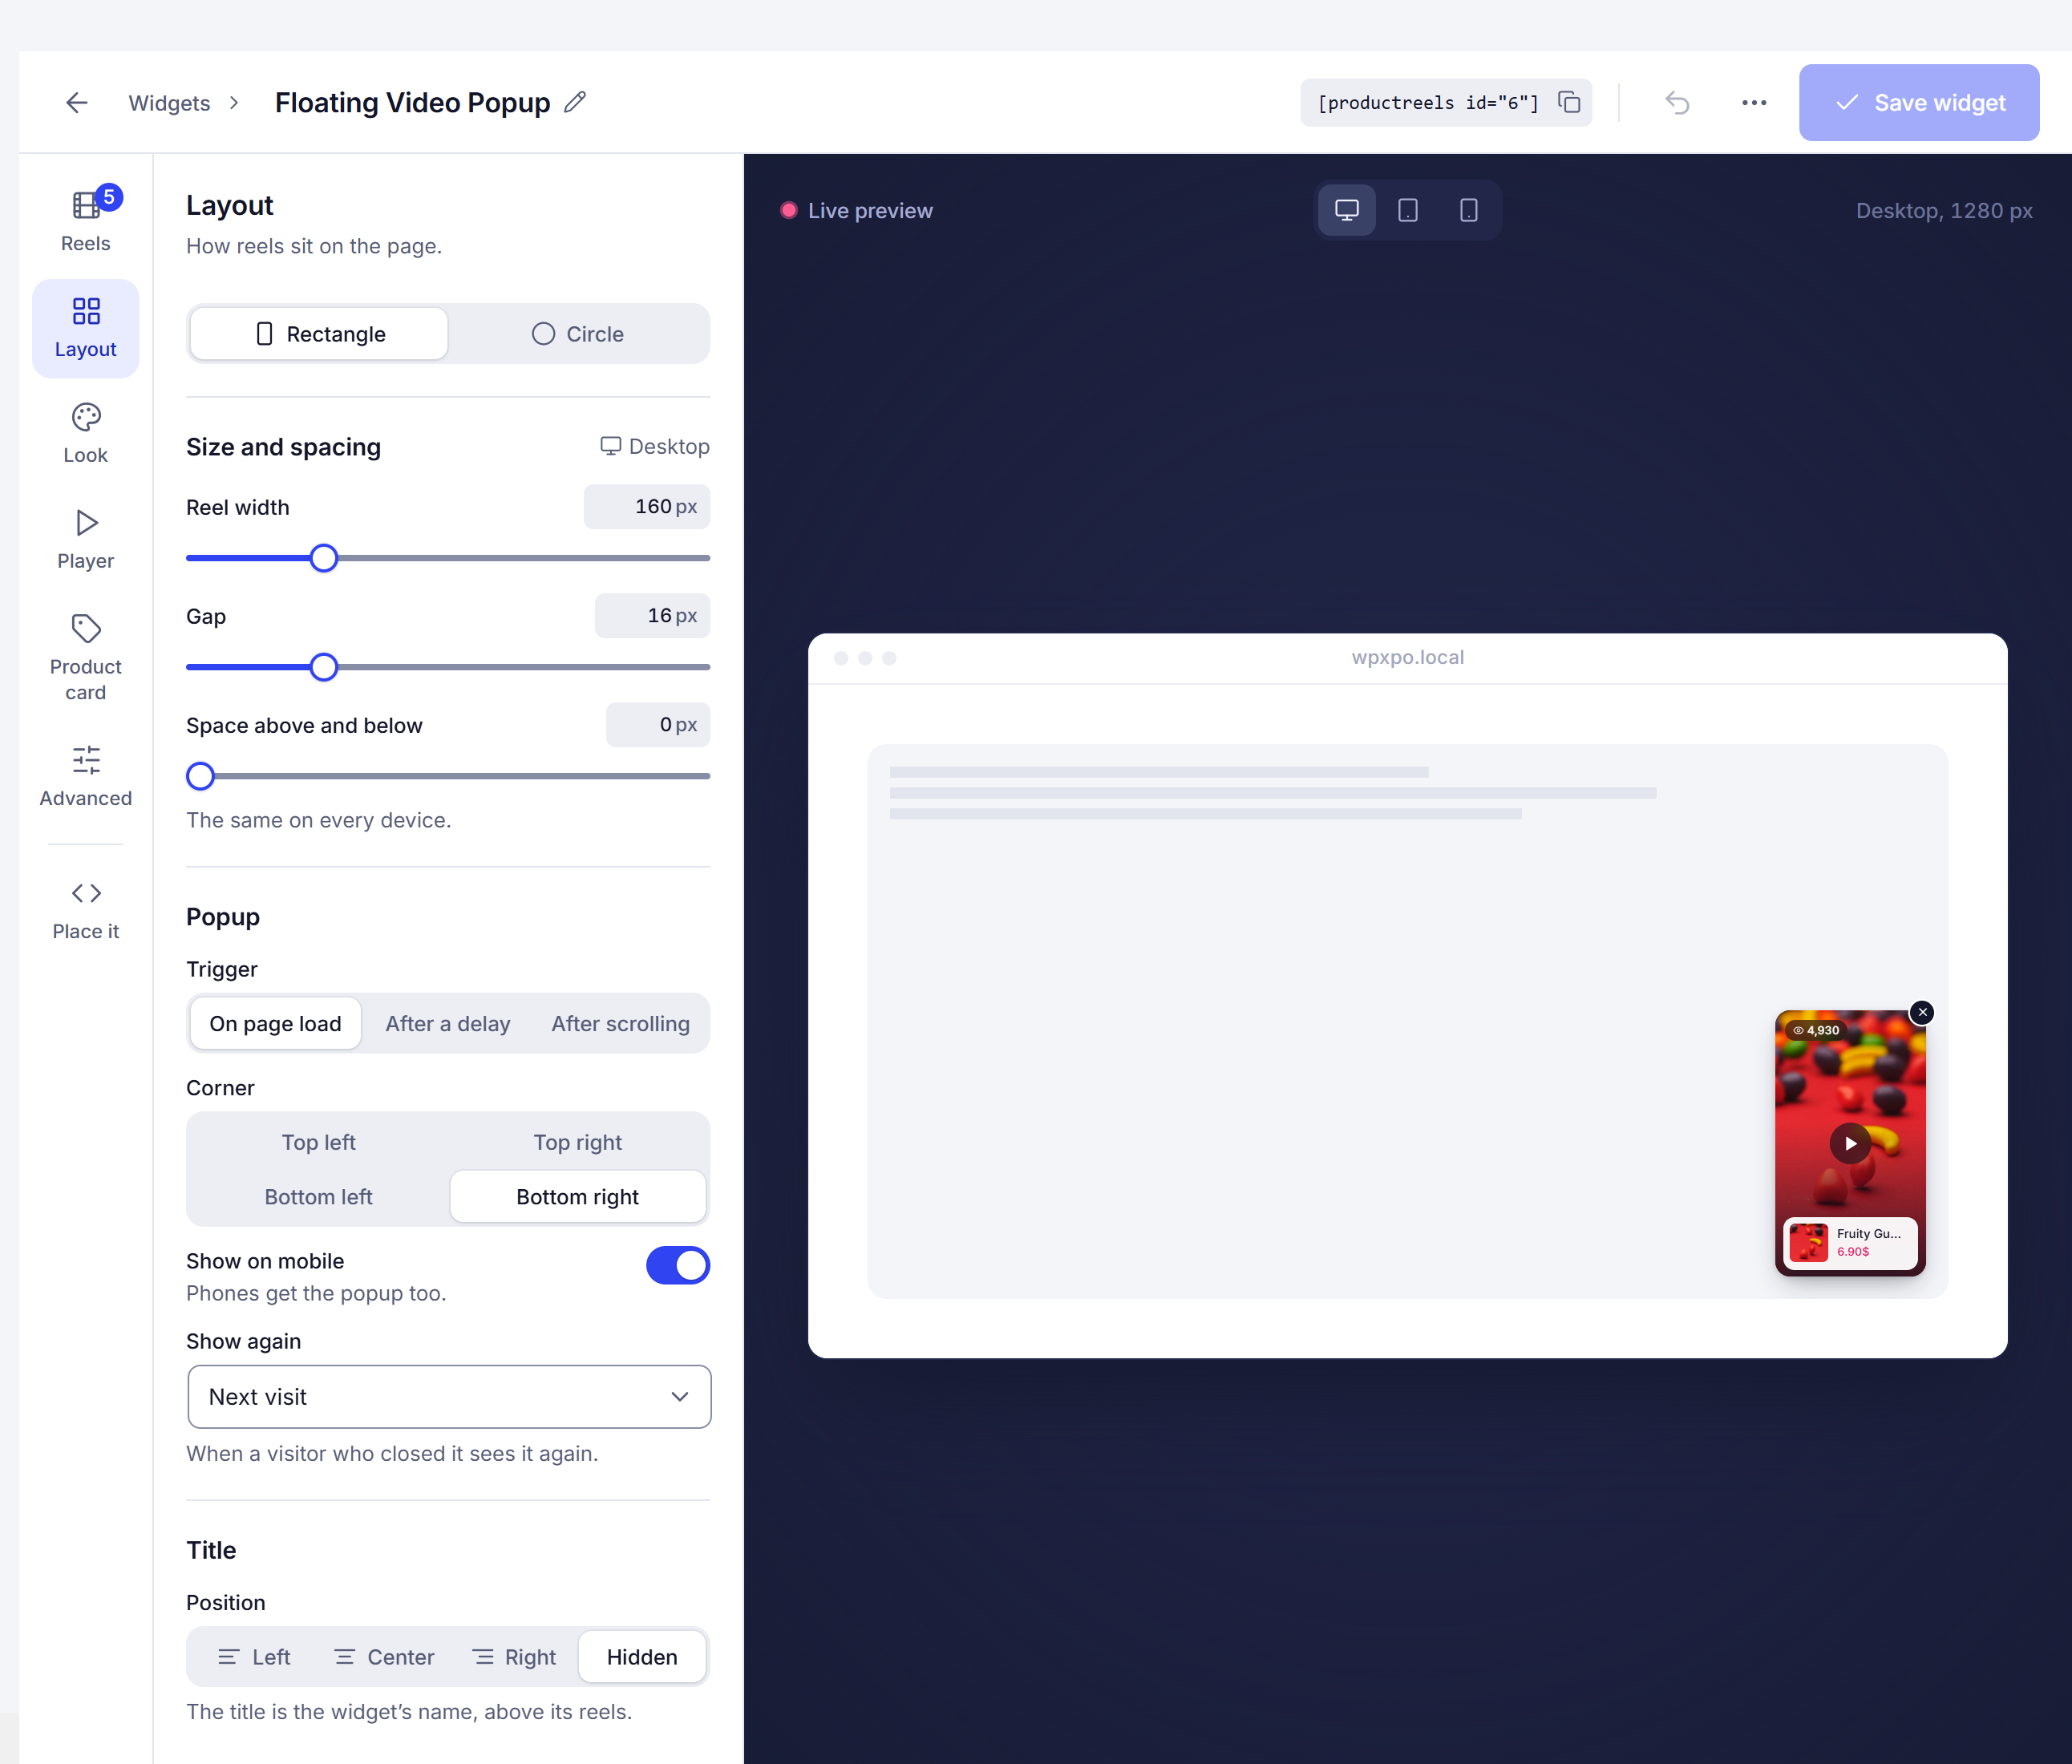 Widgets
Floating Video Popup
[productreels id="6"]
Save widget
5
Reels
Layout
Look
Player
Product
card
Advanced
Place it
Layout
How reels sit on the page.
Rectangle
Circle
Size and spacing
Desktop
Reel width
160 px
Gap
16 px
Space above and below
0 px
The same on every device.
Popup
Trigger
On page load
After a delay
After scrolling
Corner
Top left
Top right
Bottom left
Bottom right
Show on mobile
Phones get the popup too.
Show again
Next visit
When a visitor who closed it sees it again.
Title
Position
Left
Center
Right
Hidden
The title is the widget’s name, above its reels.
Live preview
Desktop, 1280 px
wpxpo.local
4,930
Fruity Gu...
6.90$